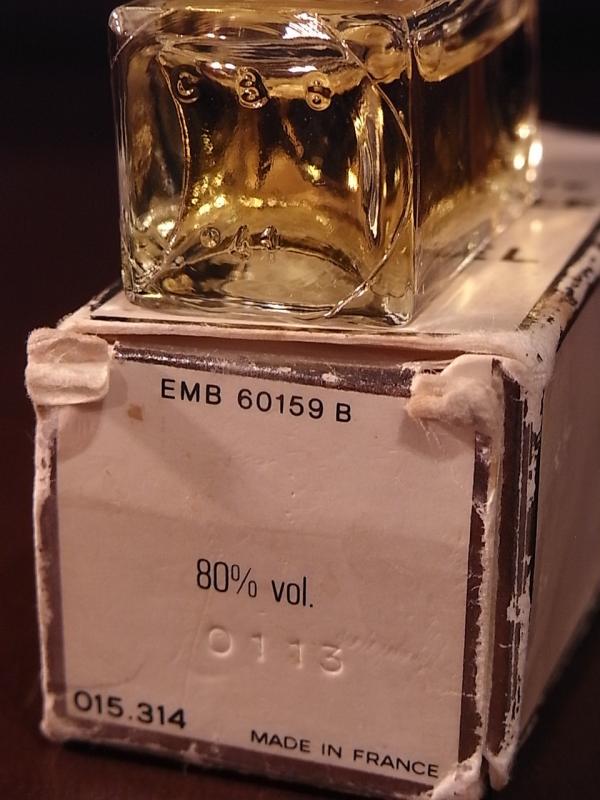 EMB 60159 B
80% vol.
0113
015.314
MADE IN FRANCE